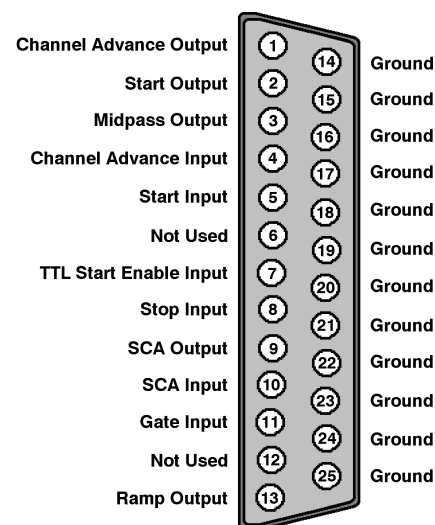 Channel Advance Output 1
14 Ground
Start Output 2
15 Ground
Midpass Output 3
16 Ground
Channel Advance Input 4
17 Ground
Start Input 5
18 Ground
Not Used 6
19 Ground
TTL Start Enable Input 7
20 Ground
Stop Input 8
21 Ground
SCA Output 9
22 Ground
SCA Input 10
23 Ground
Gate Input 11
24 Ground
Not Used 12
25 Ground
Ramp Output 13